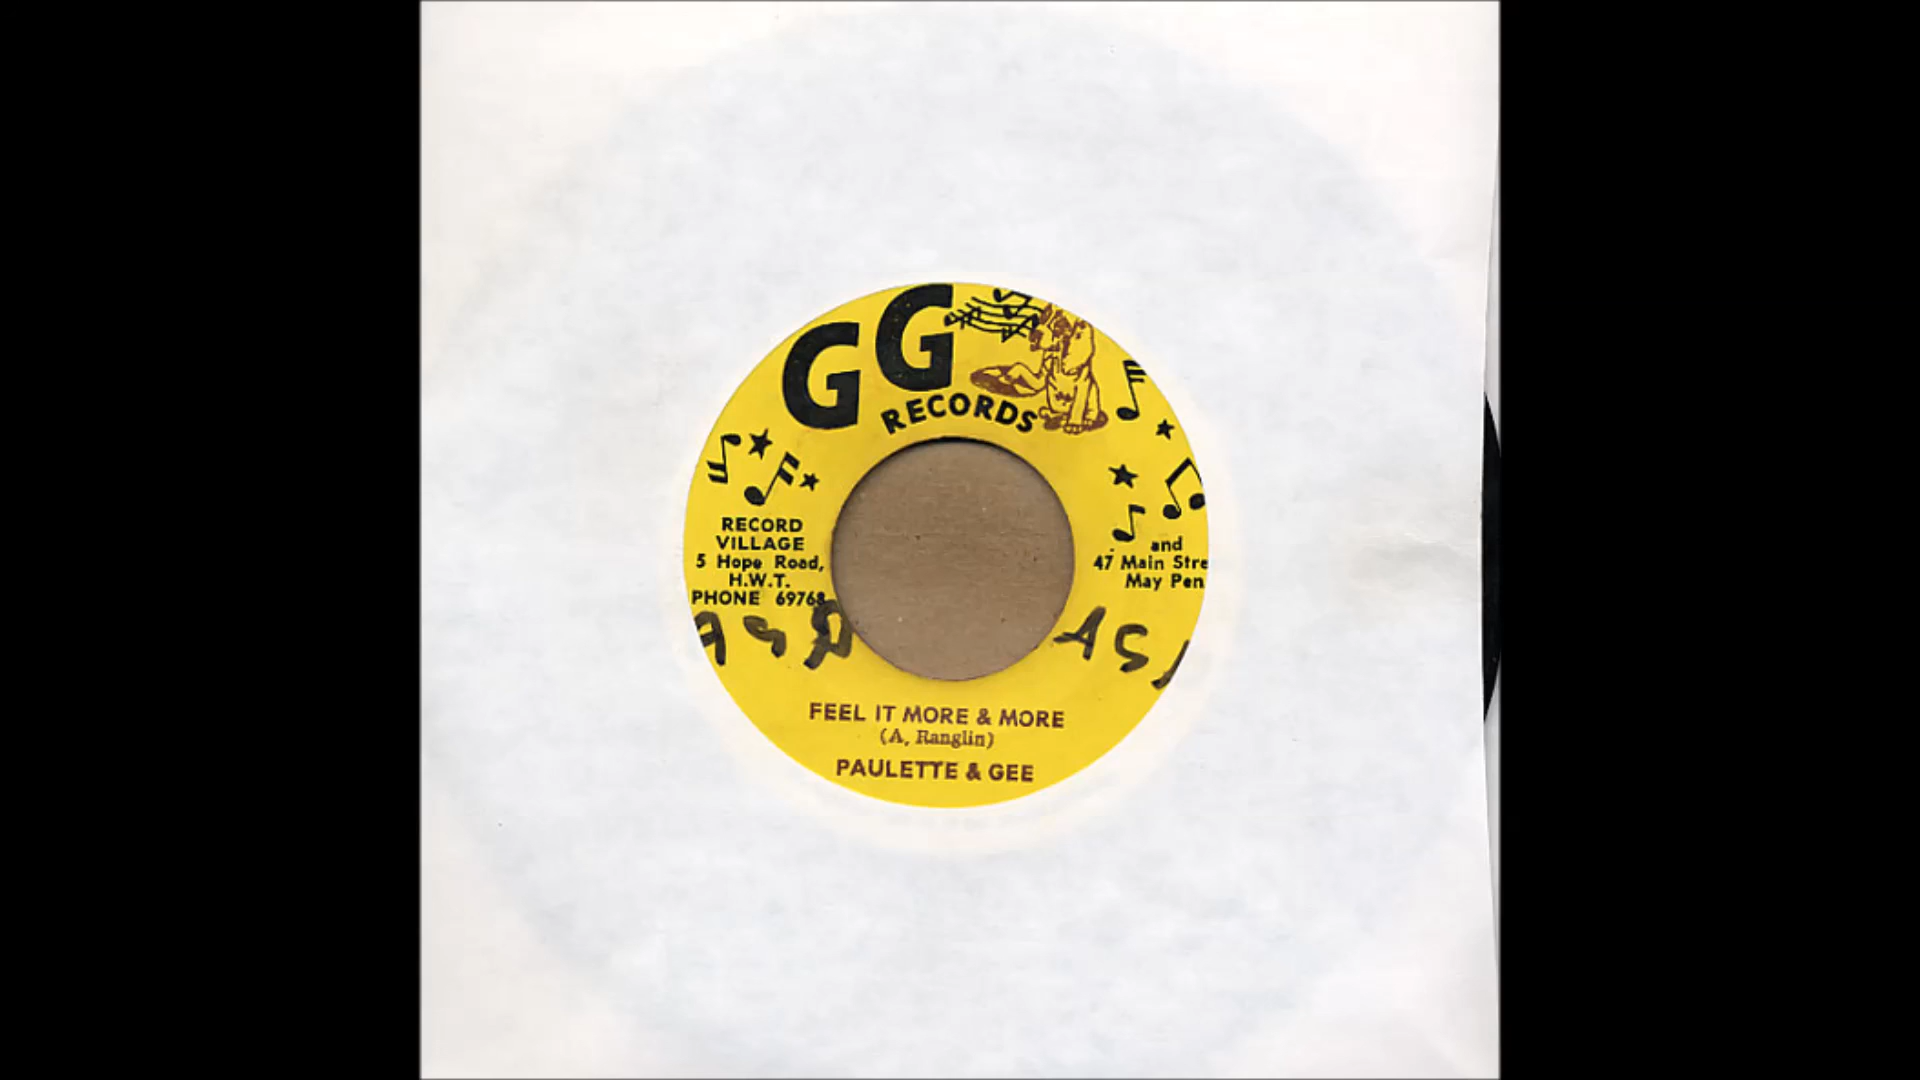 GG
RECORDS
RECORD
VILLAGE
5 Hope Road,
H.W.T.
PHONE 69768
and
47 Main Stre
May Pen
FEEL IT MORE & MORE
(A, Ranglin)
PAULETTE & GEE